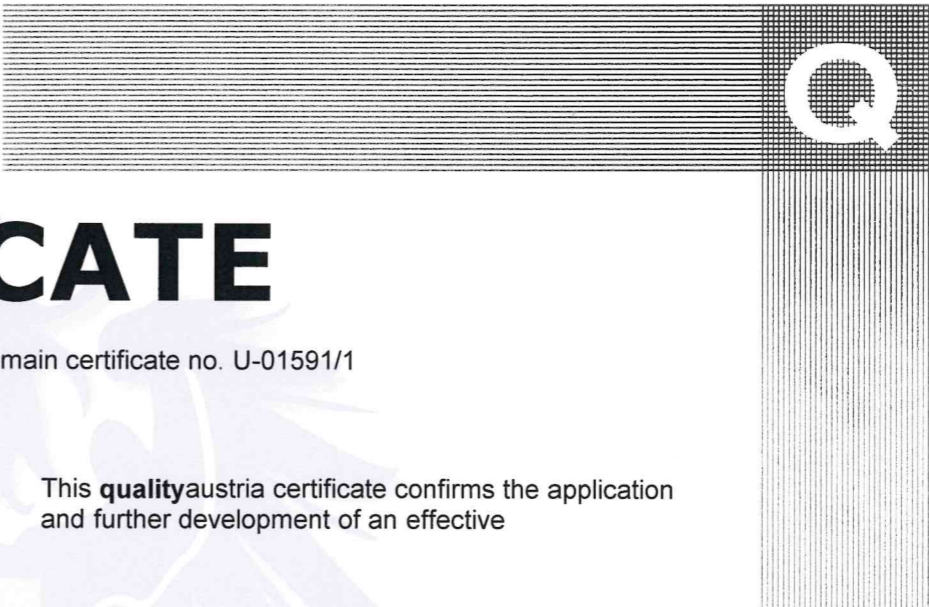 Q
CATE
main certificate no. U-01591/1
This qualityaustria certificate confirms the application
and further development of an effective